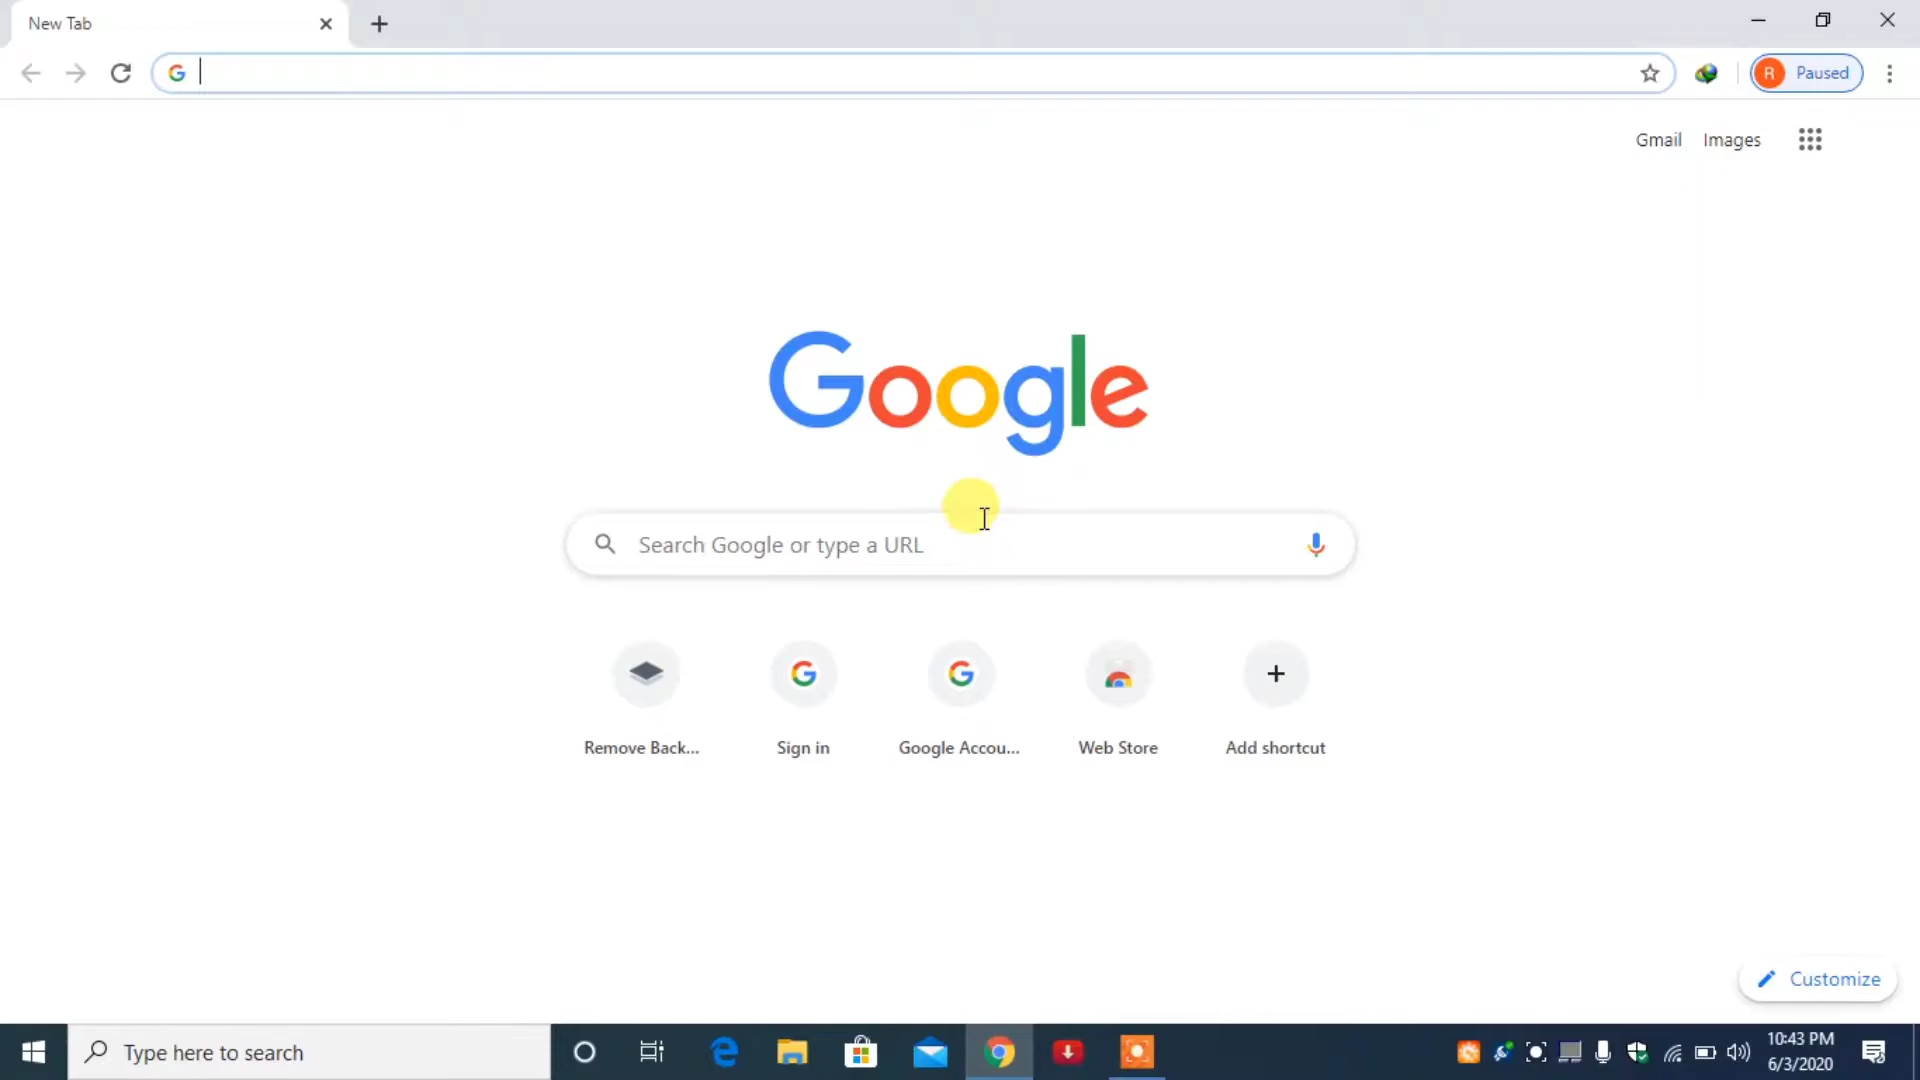 New Tab
R Paused
Gmail Images
Google
Search Google or type a URL
Remove Back... Sign in Google Accou... Web Store Add shortcut
Customize
Type here to search
10:43 PM
6/3/2020